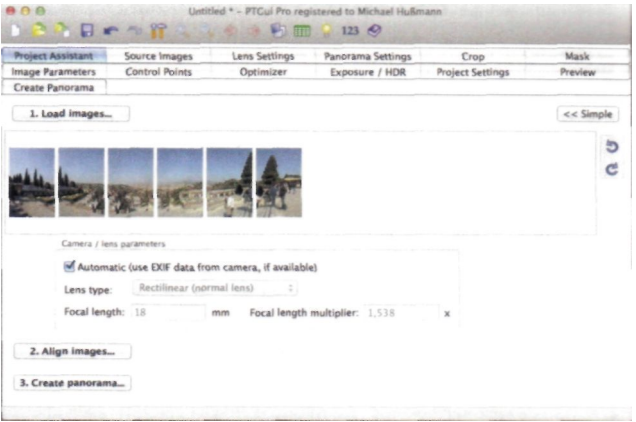 Untitled * – PTGui Pro registered to Michael Hußmann
123
Project Assistant Source Images Lens Settings Panorama Settings Crop Mask
Image Parameters Control Points Optimizer Exposure / HDR Project Settings Preview
Create Panorama
1. Load images... << Simple
Camera / lens parameters
Automatic (use EXIF data from camera, if available)
Lens type: Rectilinear (normal lens)
Focal length: 18 mm Focal length multiplier: 1,538 x
2. Align images...
3. Create panorama...